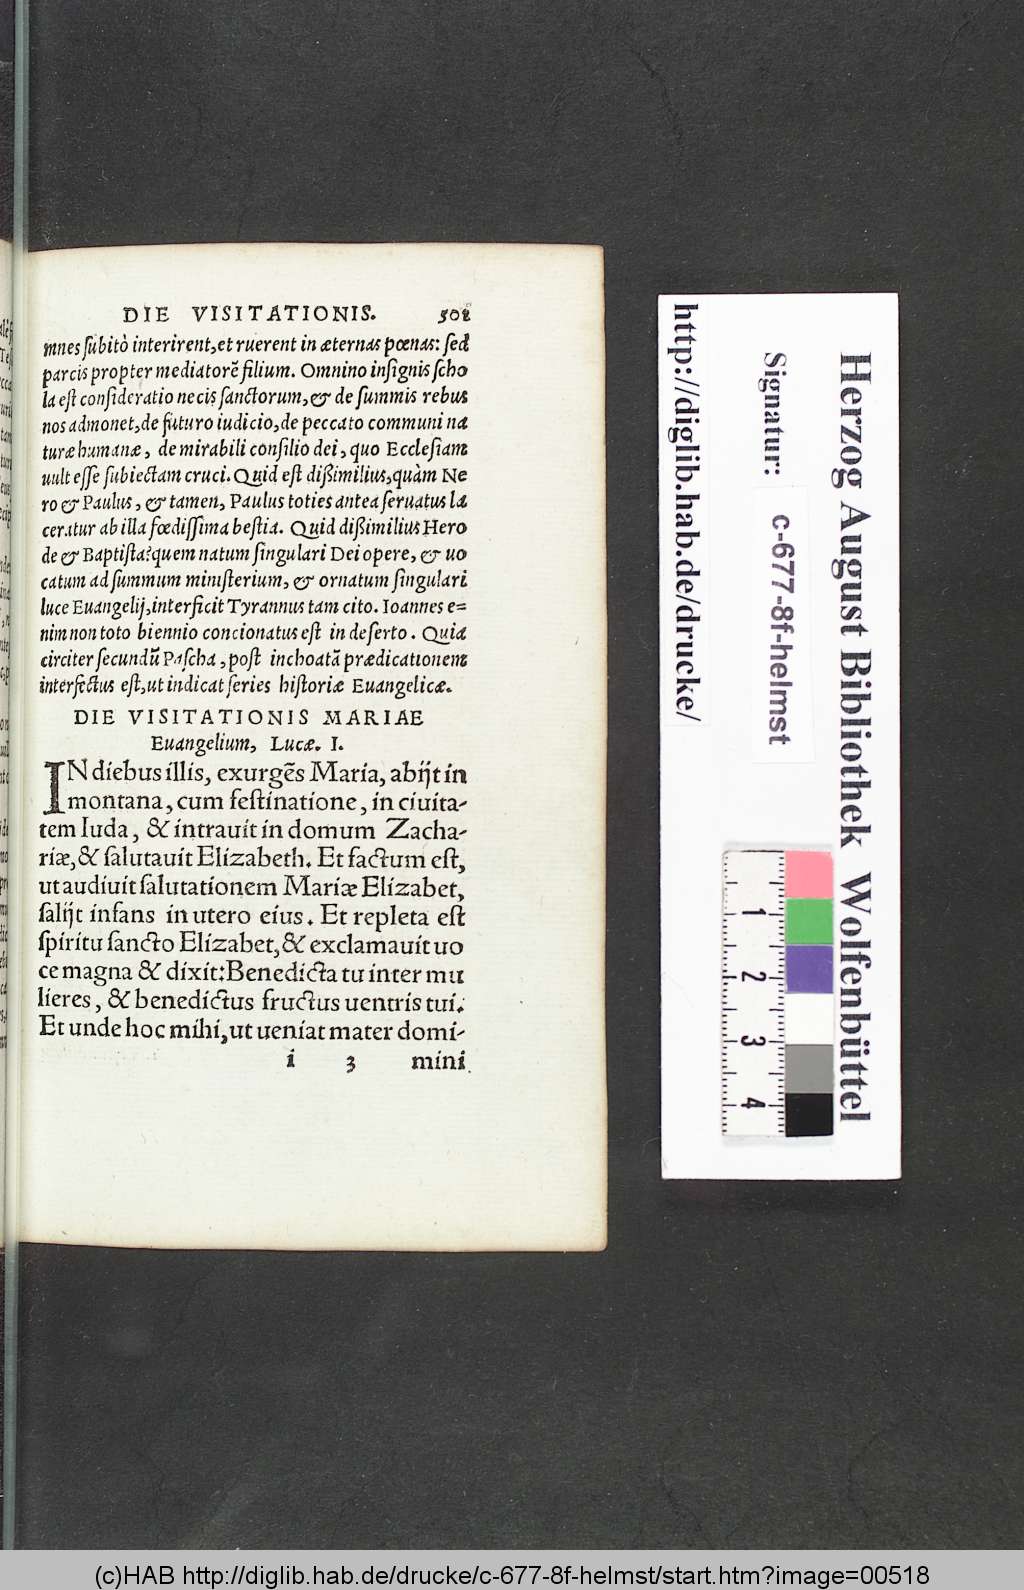 DIE VISITATIONIS. 501
mnes ſubitò interirent, et ruerent in æternas pœnas: ſed
parcis propter mediatorẽ filium. Omnino inſignis ſcho
la eſt conſideratio necis ſanctorum, & de ſummis rebus
nos admonet, de futuro iudicio, de peccato communi na
turæ humanæ, de mirabili conſilio dei, quo Eccleſiam
uult eſſe ſubiectam cruci. Quid eſt dißimilius, quàm Ne
ro & Paulus, & tamen, Paulus toties antea ſeruatus la
ceratur ab illa fœdiſſima beſtia. Quid dißimilius Hero
de & Baptiſta? quem natum ſingulari Dei opere, & uo
catum ad ſummum miniſterium, & ornatum ſingulari
luce Euangelij, interficit Tyrannus tam cito. Ioannes e=
nim non toto biennio concionatus eſt in deſerto. Quia
circiter ſecundũ Paſcha, poſt inchoatã prædicationem
interfectus eſt, ut indicat ſeries hiſtoriæ Euangelicæ.
DIE VISITATIONIS MARIAE
Euangelium, Lucæ. I.
IN diebus illis, exurgẽs Maria, abijt in
montana, cum feſtinatione, in ciuita-
tem Iuda, & intrauit in domum Zacha-
riæ, & ſalutauit Elizabeth. Et factum eſt,
ut audiuit ſalutationem Mariæ Elizabet,
ſalijt infans in utero eius. Et repleta eſt
ſpiritu ſancto Elizabet, & exclamauit uo
ce magna & dixit: Benedicta tu inter mu
lieres, & benedictus fructus uentris tui.
Et unde hoc mihi, ut ueniat mater domi-
i 3 mini
Herzog August Bibliothek Wolfenbüttel
Signatur: c-677-8f-helmst
http://diglib.hab.de/drucke/
1 2 3 4
(c)HAB http://diglib.hab.de/drucke/c-677-8f-helmst/start.htm?image=00518